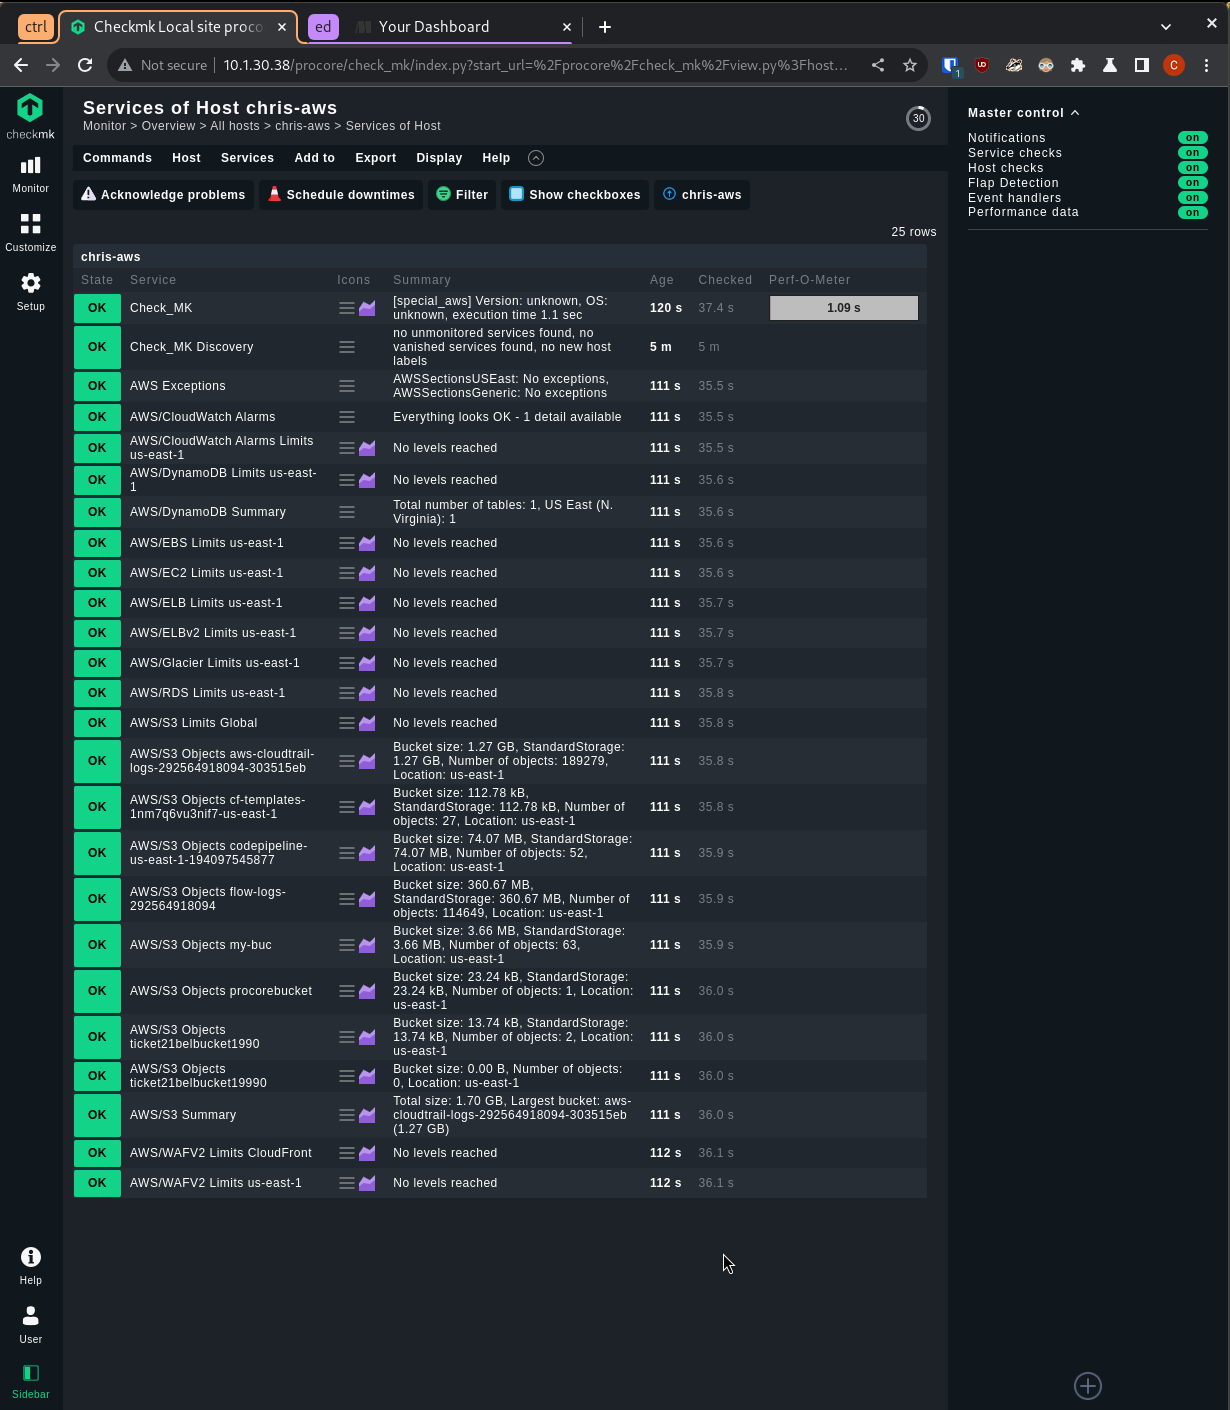 ctrl
Checkmk Local site proco
ed
Your Dashboard
Not secure
10.1.30.38/procore/check_mk/index.py?start_url=%2Fprocore%2Fcheck_mk%2Fview.py%3Fhost…
1
C
checkmk
Monitor
Customize
Setup
Services of Host chris-aws
Monitor > Overview > All hosts > chris-aws > Services of Host
30
Commands Host Services Add to Export Display Help
Acknowledge problems Schedule downtimes Filter Show checkboxes chris-aws
25 rows
chris-aws
State Service Icons Summary Age Checked Perf-O-Meter
OK Check_MK [special_aws] Version: unknown, OS:
unknown, execution time 1.1 sec 120 s 37.4 s 1.09 s
OK Check_MK Discovery no unmonitored services found, no
vanished services found, no new host
labels 5 m 5 m
OK AWS Exceptions AWSSectionsUSEast: No exceptions,
AWSSectionsGeneric: No exceptions 111 s 35.5 s
OK AWS/CloudWatch Alarms Everything looks OK - 1 detail available 111 s 35.5 s
OK AWS/CloudWatch Alarms Limits
us-east-1 No levels reached 111 s 35.5 s
OK AWS/DynamoDB Limits us-east-
1 No levels reached 111 s 35.6 s
OK AWS/DynamoDB Summary Total number of tables: 1, US East (N.
Virginia): 1 111 s 35.6 s
OK AWS/EBS Limits us-east-1 No levels reached 111 s 35.6 s
OK AWS/EC2 Limits us-east-1 No levels reached 111 s 35.6 s
OK AWS/ELB Limits us-east-1 No levels reached 111 s 35.7 s
OK AWS/ELBv2 Limits us-east-1 No levels reached 111 s 35.7 s
OK AWS/Glacier Limits us-east-1 No levels reached 111 s 35.7 s
OK AWS/RDS Limits us-east-1 No levels reached 111 s 35.8 s
OK AWS/S3 Limits Global No levels reached 111 s 35.8 s
OK AWS/S3 Objects aws-cloudtrail-
logs-292564918094-303515eb Bucket size: 1.27 GB, StandardStorage:
1.27 GB, Number of objects: 189279,
Location: us-east-1 111 s 35.8 s
OK AWS/S3 Objects cf-templates-
1nm7q6vu3nif7-us-east-1 Bucket size: 112.78 kB,
StandardStorage: 112.78 kB, Number of
objects: 27, Location: us-east-1 111 s 35.8 s
OK AWS/S3 Objects codepipeline-
us-east-1-194097545877 Bucket size: 74.07 MB, StandardStorage:
74.07 MB, Number of objects: 52,
Location: us-east-1 111 s 35.9 s
OK AWS/S3 Objects flow-logs-
292564918094 Bucket size: 360.67 MB,
StandardStorage: 360.67 MB, Number of
objects: 114649, Location: us-east-1 111 s 35.9 s
OK AWS/S3 Objects my-buc Bucket size: 3.66 MB, StandardStorage:
3.66 MB, Number of objects: 63,
Location: us-east-1 111 s 35.9 s
OK AWS/S3 Objects procorebucket Bucket size: 23.24 kB, StandardStorage:
23.24 kB, Number of objects: 1, Location:
us-east-1 111 s 36.0 s
OK AWS/S3 Objects
ticket21belbucket1990 Bucket size: 13.74 kB, StandardStorage:
13.74 kB, Number of objects: 2, Location:
us-east-1 111 s 36.0 s
OK AWS/S3 Objects
ticket21belbucket19990 Bucket size: 0.00 B, Number of objects:
0, Location: us-east-1 111 s 36.0 s
OK AWS/S3 Summary Total size: 1.70 GB, Largest bucket: aws-
cloudtrail-logs-292564918094-303515eb
(1.27 GB) 111 s 36.0 s
OK AWS/WAFV2 Limits CloudFront No levels reached 112 s 36.1 s
OK AWS/WAFV2 Limits us-east-1 No levels reached 112 s 36.1 s
Master control
Notifications on
Service checks on
Host checks on
Flap Detection on
Event handlers on
Performance data on
Help
User
Sidebar